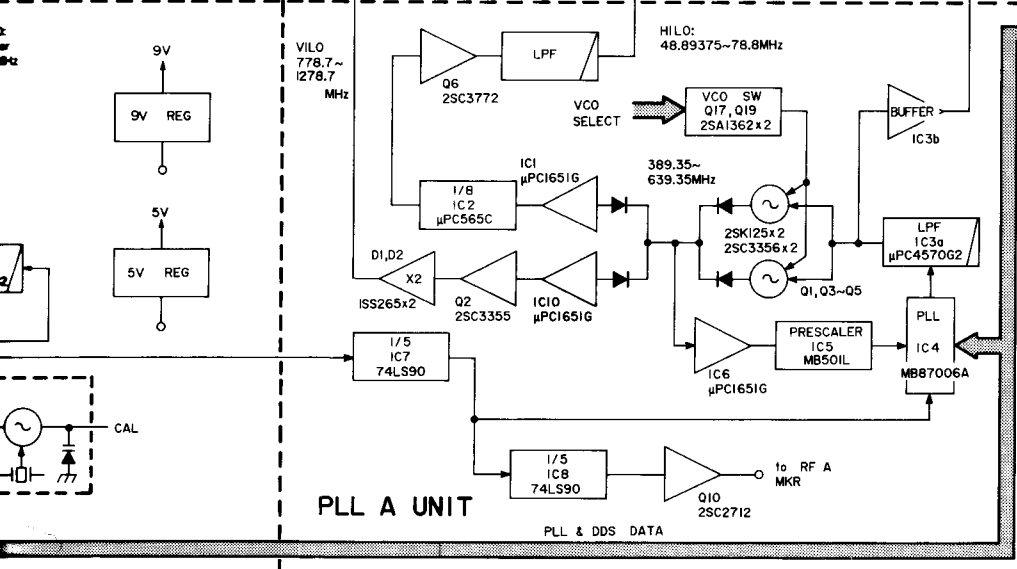 9V
9V REG
5V
5V REG
VILO
778.7~
1278.7
MHz
Q6
2SC3772
LPF
HILO:
48.89375~78.8MHz
VCO
SELECT
VCO SW
Q17, Q19
2SA1362x2
BUFFER
IC3b
IC1
μPC1651G
389.35~
639.35MHz
1/8
IC2
μPC565C
2SK125x2
2SC3356x2
LPF
IC3a
μPC4570G2
D1,D2
X2
1SS265x2
Q2
2SC3355
IC10
μPC1651G
Q1,Q3~Q5
1/5
IC7
74LS90
IC6
μPC1651G
PRESCALER
IC5
MB501L
PLL
IC4
MB87006A
CAL
1/5
IC8
74LS90
Q10
2SC2712
to RF A
MKR
PLL A UNIT
PLL & DDS DATA